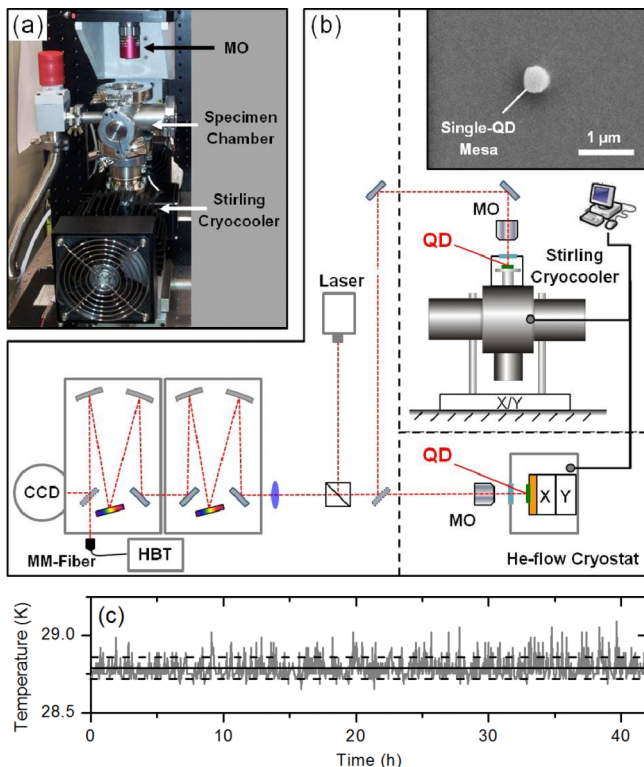 (a)
MO
Specimen
Chamber
Stirling
Cryocooler
(b)
Single-QD
Mesa
1 µm
MO
QD
Stirling
Cryocooler
Laser
X/Y
QD
CCD
MM-Fiber
HBT
MO
X Y
He-flow Cryostat
(c)
Temperature (K)
29.0
28.5
0 10 20 30 40
Time (h)